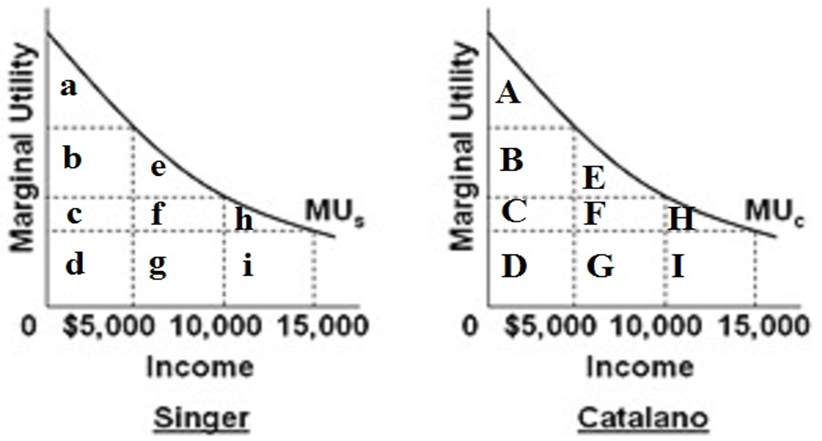 Marginal Utility
a
b
e
c
f
h
MUs
d
g
i
0 $5,000 10,000 15,000
Income
Singer
Marginal Utility
A
B
E
C
F
H
MUc
D
G
I
0 $5,000 10,000 15,000
Income
Catalano